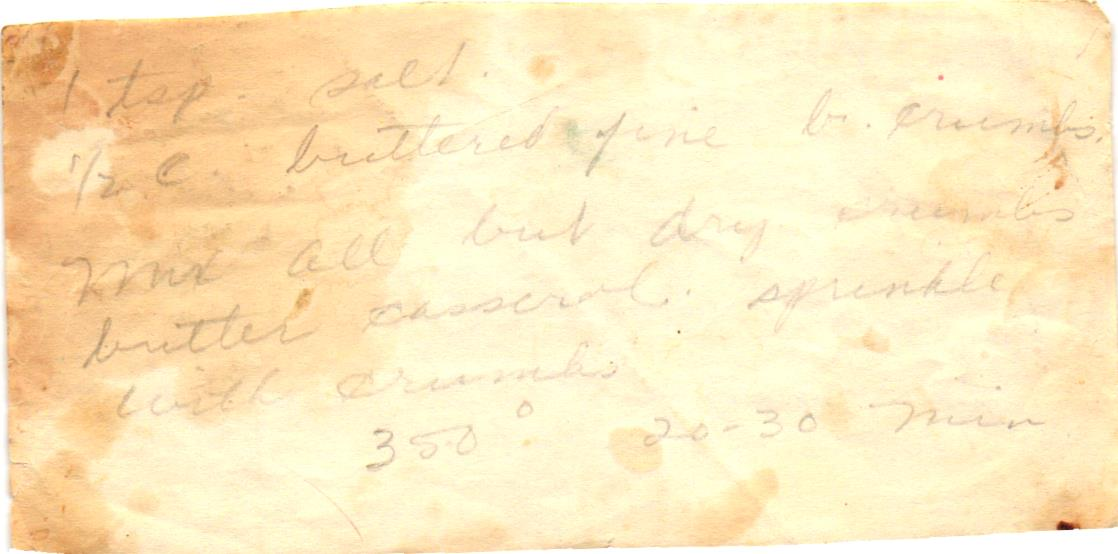 1 tsp. salt.
1/2 C. buttered fine b. crumbs.
Mix all but dry crumbs
butter casserol. sprinkle
with crumbs
350° 20-30 Min